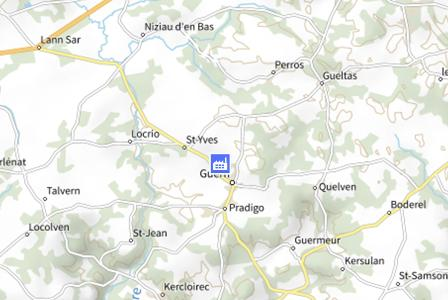 Niziau d'en Bas
Lann Sar
Perros
Gueltas
Locrio
St-Yves
Guern
Talvern
Quelven
Pradigo
Boderel
Locolven
St-Jean
Guermeur
Kersulan
St-Samson
Kercloirec